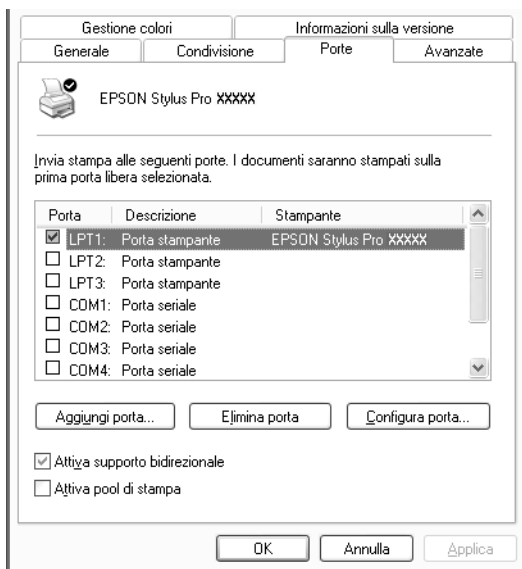 Gestione colori Informazioni sulla versione
Generale Condivisione Porte Avanzate
EPSON Stylus Pro XXXXX
Invia stampa alle seguenti porte. I documenti saranno stampati sulla
prima porta libera selezionata.
Porta Descrizione Stampante
LPT1: Porta stampante EPSON Stylus Pro XXXXX
LPT2: Porta stampante
LPT3: Porta stampante
COM1: Porta seriale
COM2: Porta seriale
COM3: Porta seriale
COM4: Porta seriale
Aggiungi porta... Elimina porta Configura porta...
Attiva supporto bidirezionale
Attiva pool di stampa
OK Annulla Applica